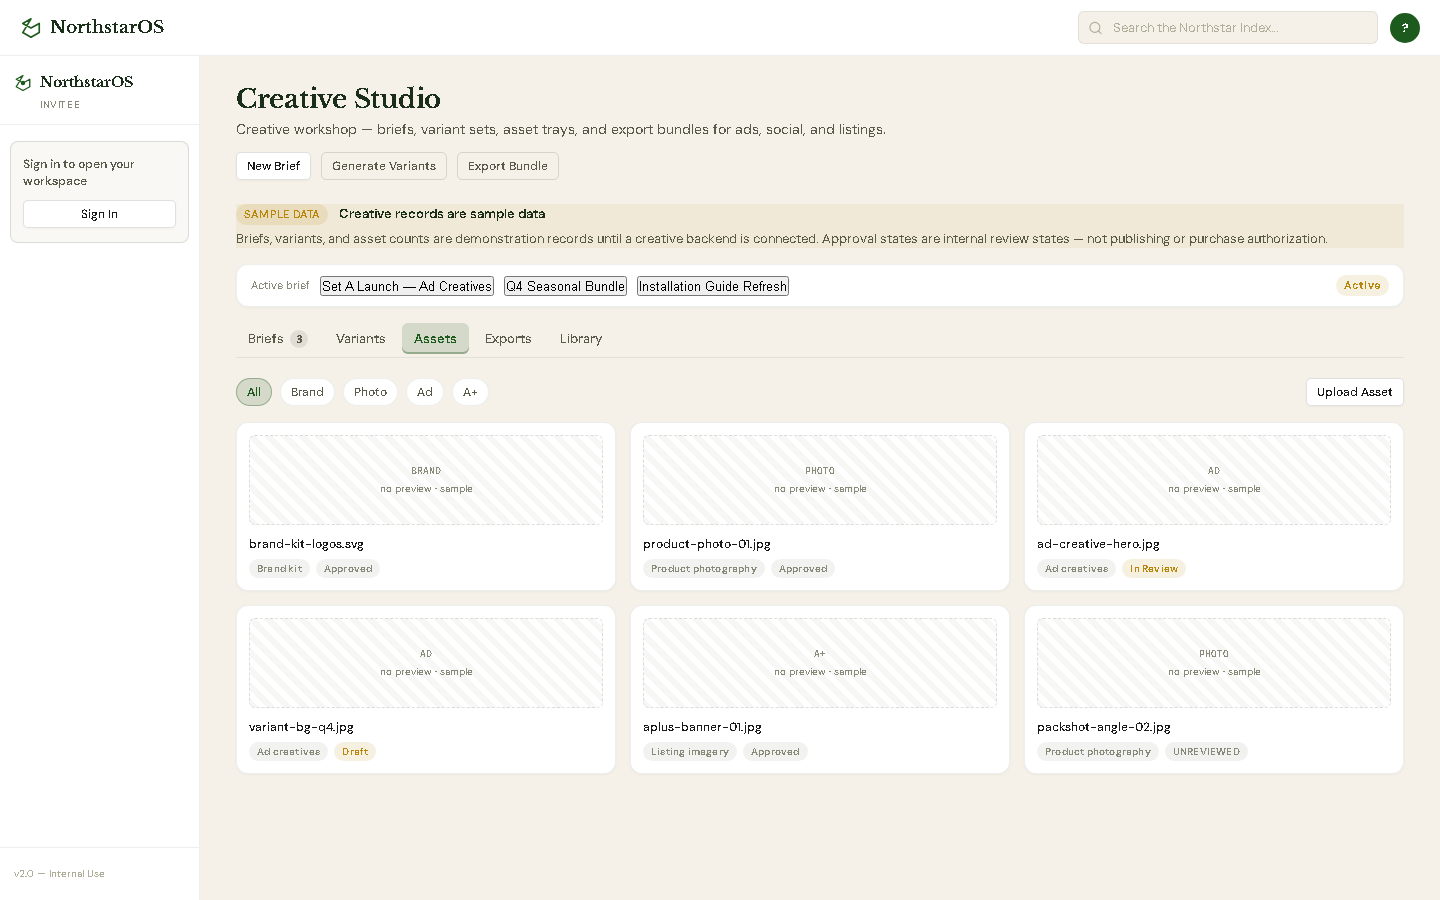 NorthstarOS
Search the Northstar Index...
?
NorthstarOS
INVITEE
Sign in to open your
workspace
Sign In
v2.0 — Internal Use
Creative Studio
Creative workshop — briefs, variant sets, asset trays, and export bundles for ads, social, and listings.
New Brief
Generate Variants
Export Bundle
SAMPLE DATA Creative records are sample data
Briefs, variants, and asset counts are demonstration records until a creative backend is connected. Approval states are internal review states — not publishing or purchase authorization.
Active brief Set A Launch — Ad Creatives Q4 Seasonal Bundle Installation Guide Refresh Active
Briefs 3 Variants Assets Exports Library
All Brand Photo Ad A+ Upload Asset
BRAND
no preview · sample
brand-kit-logos.svg
Brand kit Approved
PHOTO
no preview · sample
product-photo-01.jpg
Product photography Approved
AD
no preview · sample
ad-creative-hero.jpg
Ad creatives In Review
AD
no preview · sample
variant-bg-q4.jpg
Ad creatives Draft
A+
no preview · sample
aplus-banner-01.jpg
Listing imagery Approved
PHOTO
no preview · sample
packshot-angle-02.jpg
Product photography UNREVIEWED